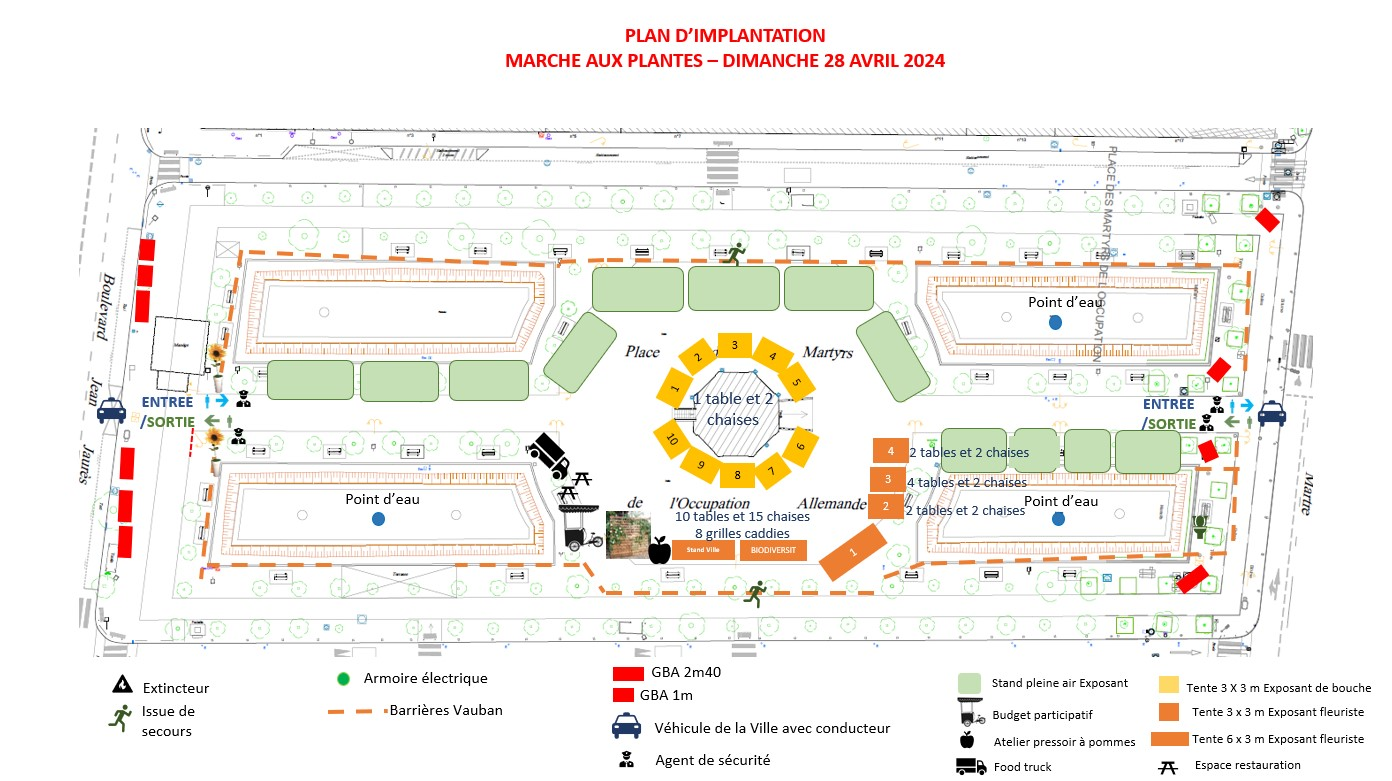 PLAN D’IMPLANTATION
MARCHE AUX PLANTES – DIMANCHE 28 AVRIL 2024
PLACE DES MARTYRS DE L'OCCUPATION
Boulevard
Jean
Jaurès
Martre
Point d’eau
Place
Martyrs
1
2
3
4
5
6
7
8
9
10
1 table et 2
chaises
ENTREE
/SORTIE
ENTREE
/SORTIE
4
2 tables et 2 chaises
3
4 tables et 2 chaises
2
2 tables et 2 chaises
Point d’eau
Point d’eau
de
l'Occupation
Allemande
10 tables et 15 chaises
8 grilles caddies
Stand Ville
BIODIVERSIT
1
Extincteur
Issue de
secours
Armoire électrique
Barrières Vauban
GBA 2m40
GBA 1m
Véhicule de la Ville avec conducteur
Agent de sécurité
Stand pleine air Exposant
Budget participatif
Atelier pressoir à pommes
Food truck
Tente 3 X 3 m Exposant de bouche
Tente 3 x 3 m Exposant fleuriste
Tente 6 x 3 m Exposant fleuriste
Espace restauration